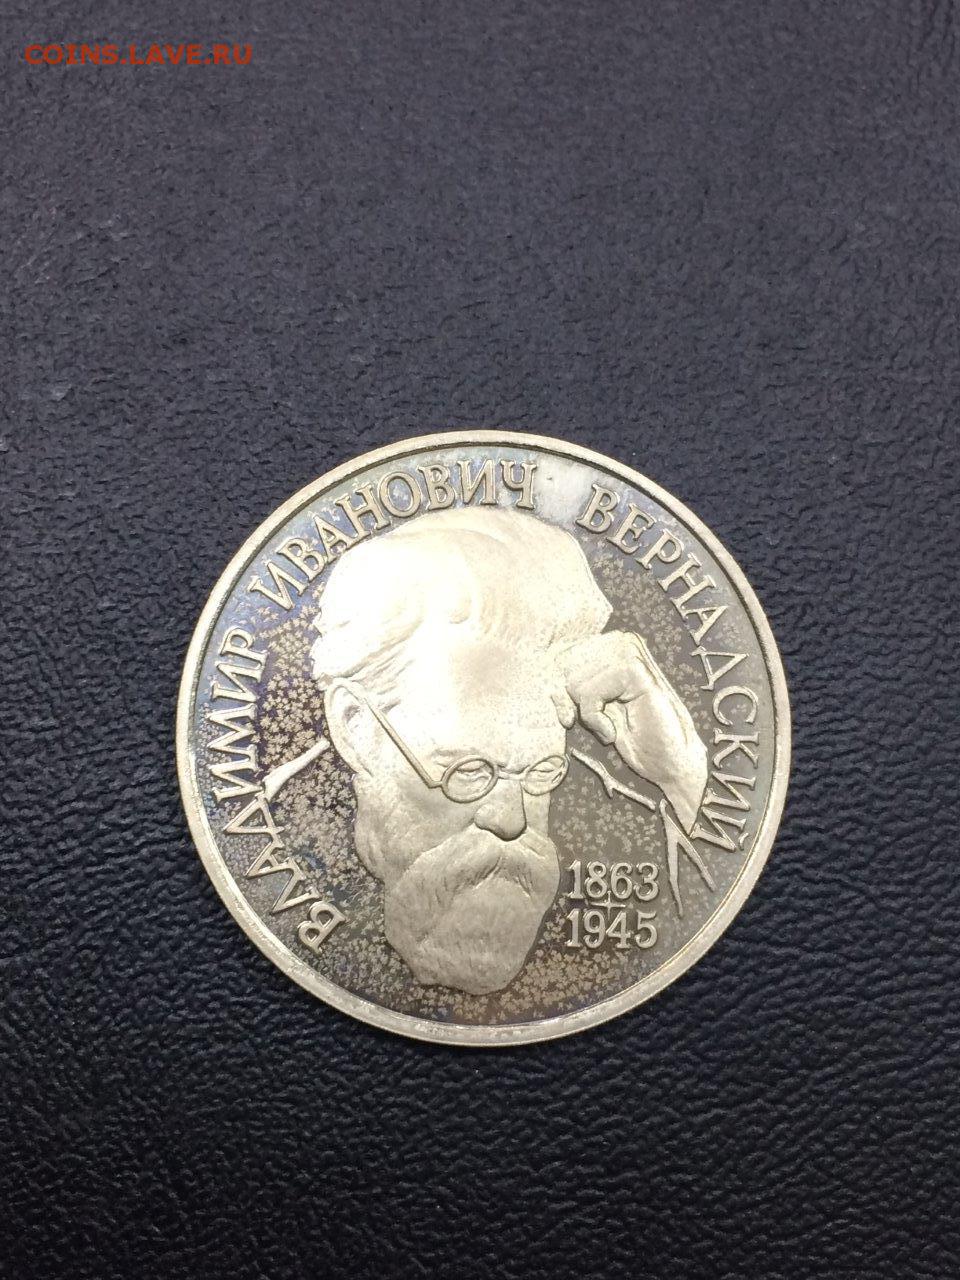 COINS.LAVE.RU
ВЛАДИМИР ИВАНОВИЧ ВЕРНАДСКИЙ
1863
1945